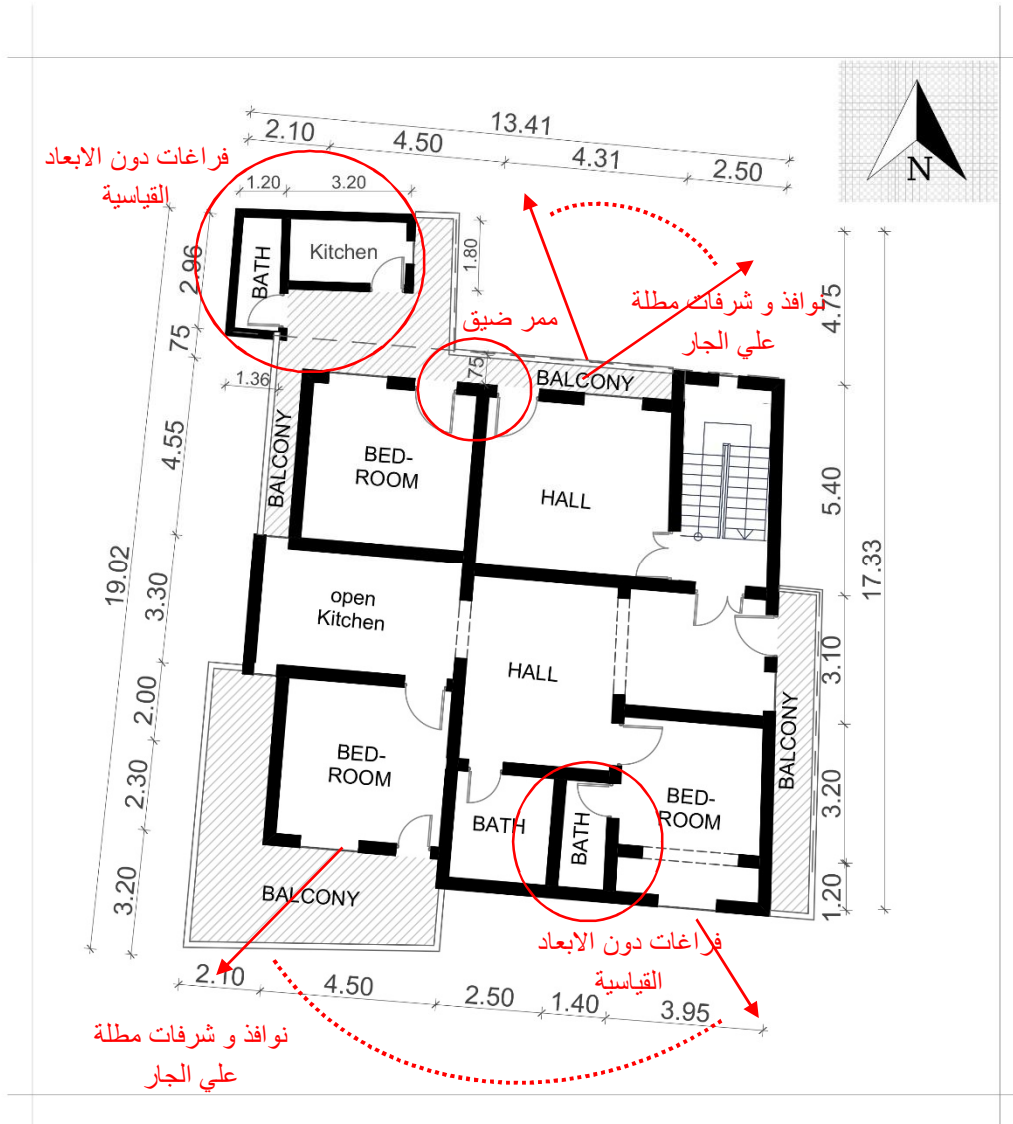 13.41
2.10
4.50
4.31
2.50
N
فراغات دون الابعاد
القياسية
1.20
3.20
2.96
BATH
Kitchen
1.80
نوافذ و شرفات مطلة
علي الجار
4.75
ممر ضيق
75
75
BALCONY
1.36
4.55
BALCONY
BED-
ROOM
HALL
5.40
19.02
17.33
3.30
open
Kitchen
HALL
3.10
2.00
BED-
ROOM
BALCONY
2.30
BATH
BATH
BED-
ROOM
3.20
3.20
BALCONY
1.20
فراغات دون الابعاد
القياسية
2.10
4.50
2.50
1.40
3.95
نوافذ و شرفات مطلة
علي الجار